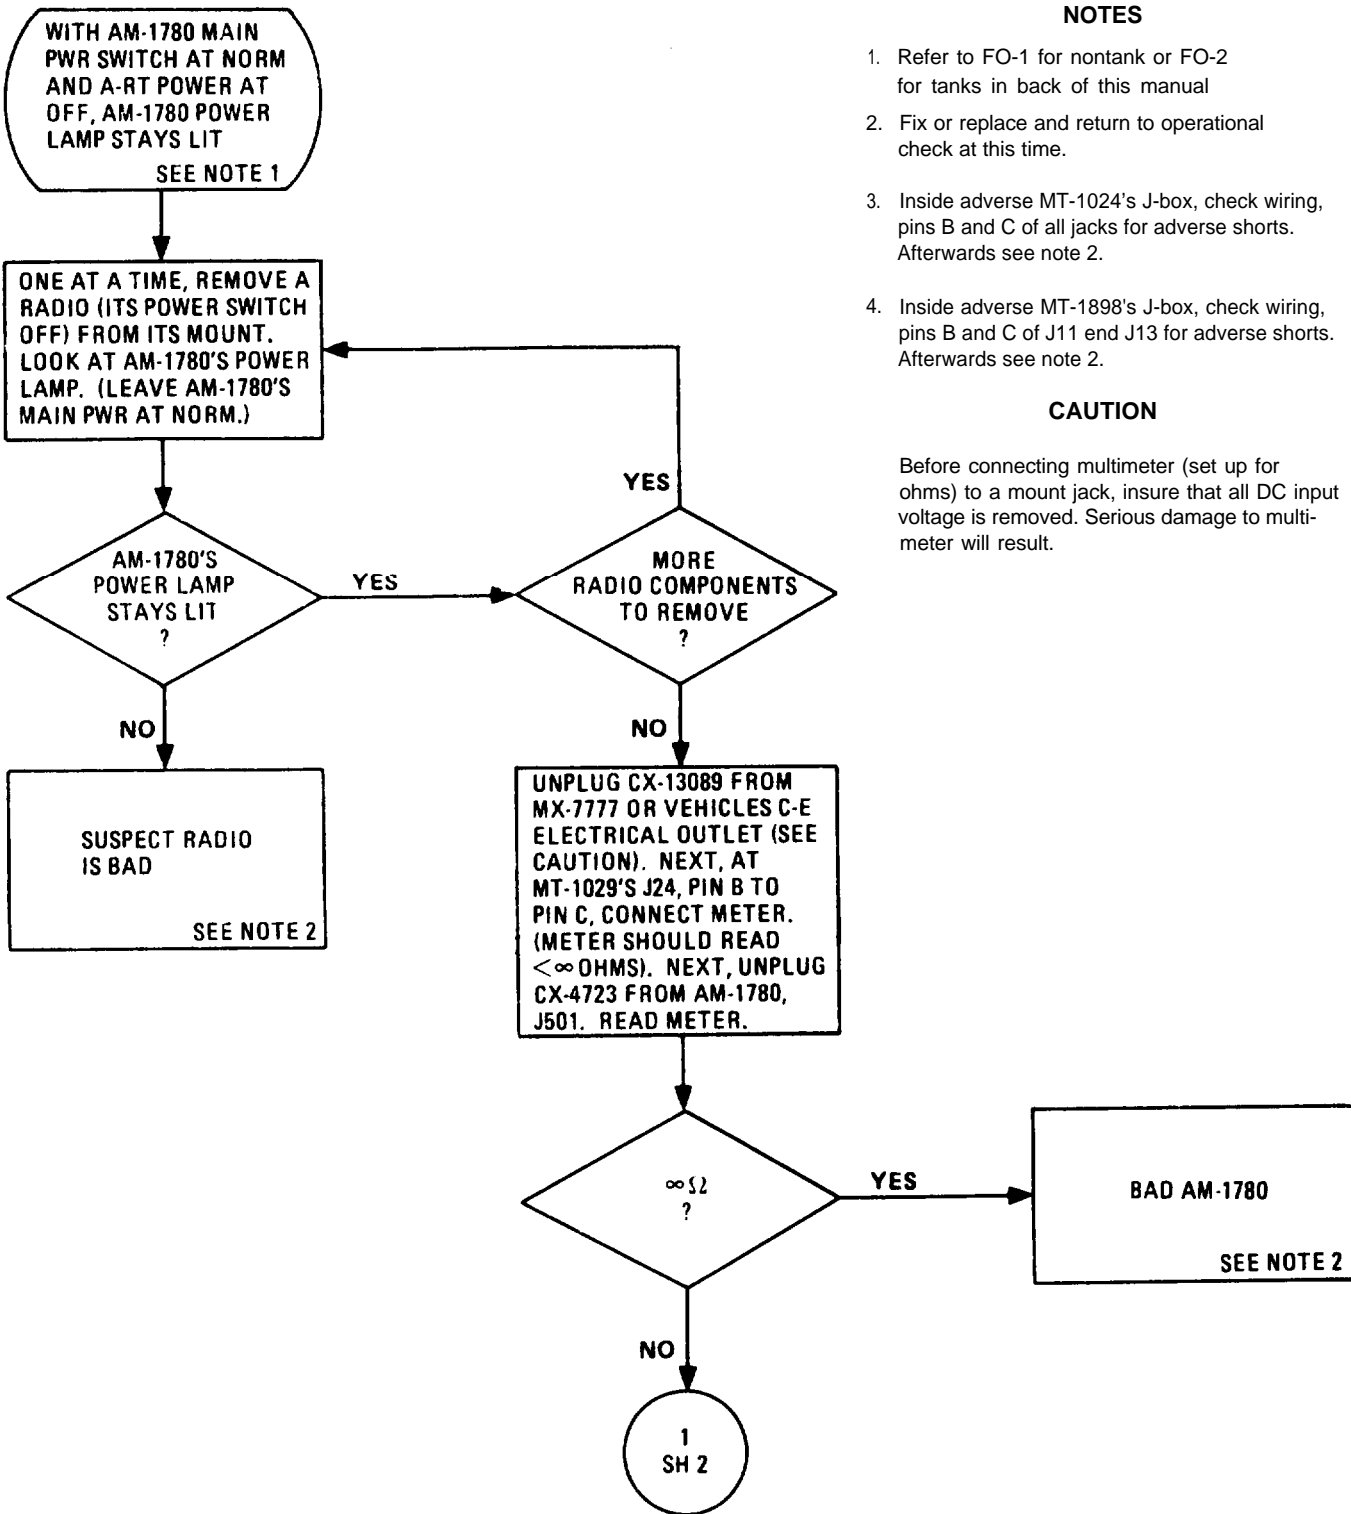 WITH AM-1780 MAIN
PWR SWITCH AT NORM
AND A-RT POWER AT
OFF, AM-1780 POWER
LAMP STAYS LIT
SEE NOTE 1
ONE AT A TIME, REMOVE A
RADIO (ITS POWER SWITCH
OFF) FROM ITS MOUNT.
LOOK AT AM-1780'S POWER
LAMP. (LEAVE AM-1780'S
MAIN PWR AT NORM.)
AM-1780'S
POWER LAMP
STAYS LIT
?
YES
NO
SUSPECT RADIO
IS BAD
SEE NOTE 2
MORE
RADIO COMPONENTS
TO REMOVE
?
YES
NO
UNPLUG CX-13089 FROM
MX-7777 OR VEHICLES C-E
ELECTRICAL OUTLET (SEE
CAUTION). NEXT, AT
MT-1029'S J24, PIN B TO
PIN C, CONNECT METER.
(METER SHOULD READ
<∞ OHMS). NEXT, UNPLUG
CX-4723 FROM AM-1780,
J501. READ METER.
∞ Ω
?
YES
BAD AM-1780
SEE NOTE 2
NO
1
SH 2
NOTES
1. Refer to FO-1 for nontank or FO-2
for tanks in back of this manual
2. Fix or replace and return to operational
check at this time.
3. Inside adverse MT-1024's J-box, check wiring,
pins B and C of all jacks for adverse shorts.
Afterwards see note 2.
4. Inside adverse MT-1898's J-box, check wiring,
pins B and C of J11 end J13 for adverse shorts.
Afterwards see note 2.
CAUTION
Before connecting multimeter (set up for
ohms) to a mount jack, insure that all DC input
voltage is removed. Serious damage to multi-
meter will result.